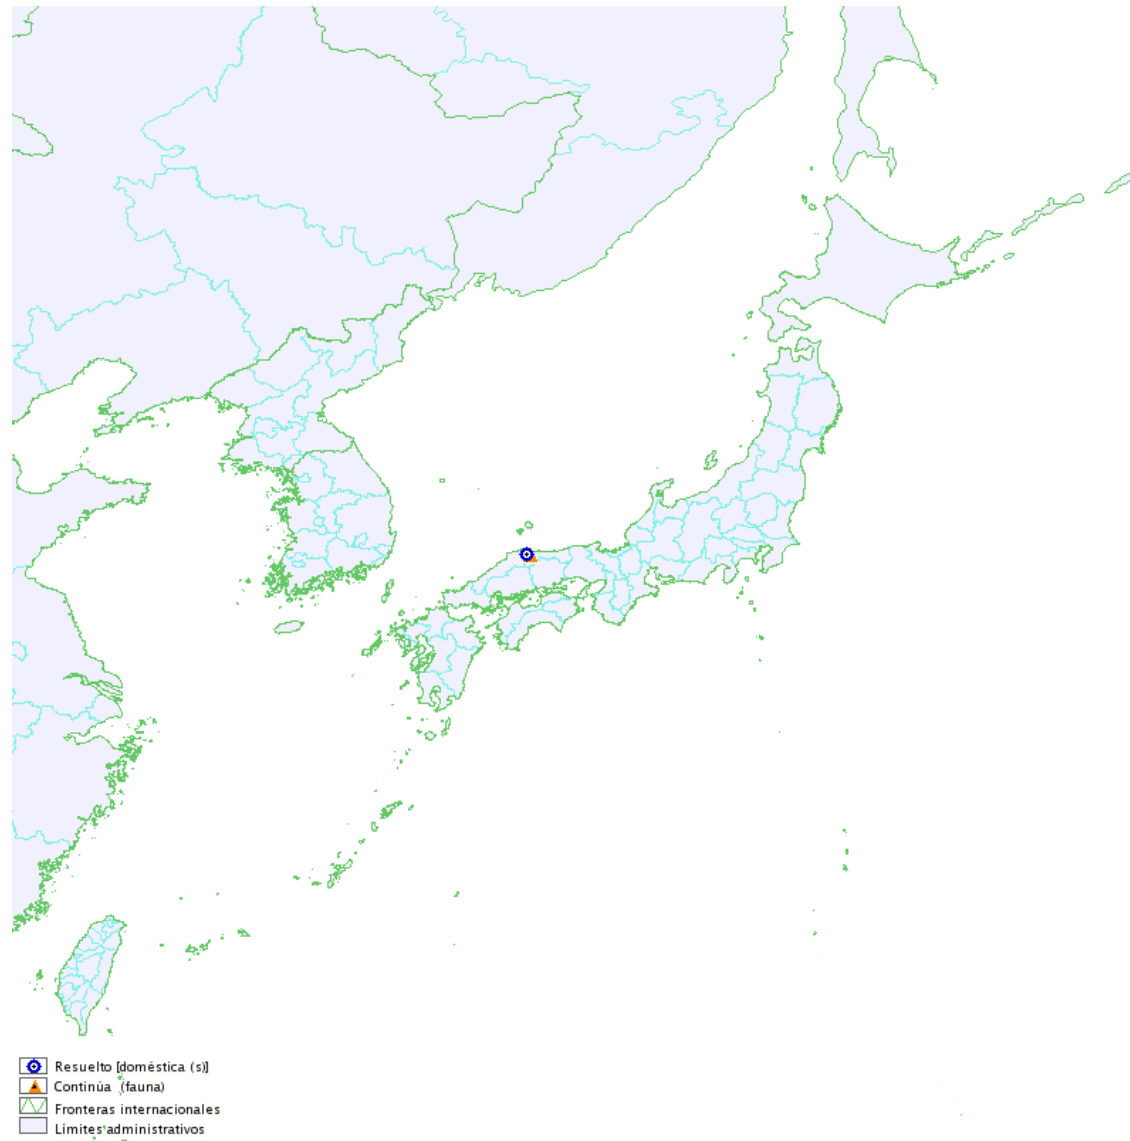 Resuelto [doméstica (s)]
Continúa (fauna)
Fronteras internacionales
Límites administrativos